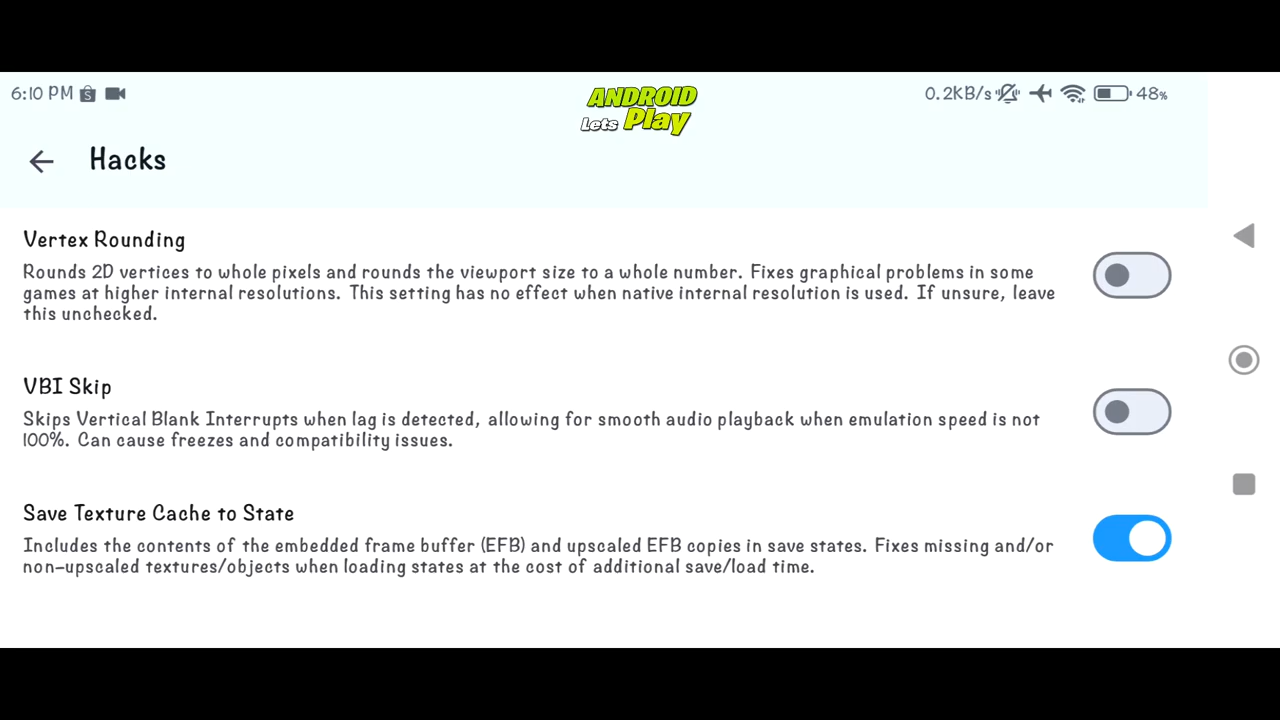 6:10 PM
ANDROID
Lets Play
0.2KB/s
48%
Hacks
Vertex Rounding
Rounds 2D vertices to whole pixels and rounds the viewport size to a whole number. Fixes graphical problems in some
games at higher internal resolutions. This setting has no effect when native internal resolution is used. If unsure, leave
this unchecked.
VBI Skip
Skips Vertical Blank Interrupts when lag is detected, allowing for smooth audio playback when emulation speed is not
100%. Can cause freezes and compatibility issues.
Save Texture Cache to State
Includes the contents of the embedded frame buffer (EFB) and upscaled EFB copies in save states. Fixes missing and/or
non-upscaled textures/objects when loading states at the cost of additional save/load time.